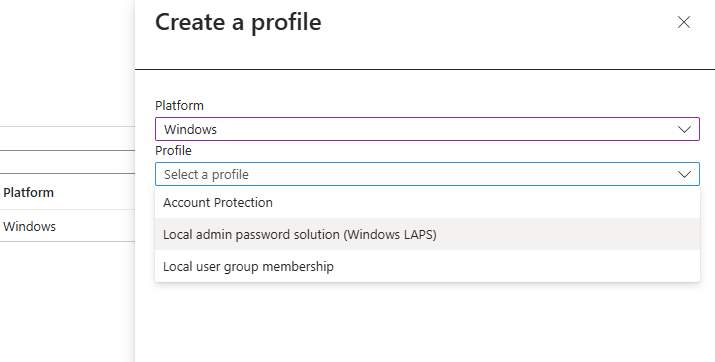 Create a profile
Platform
Windows
Profile
Select a profile
Account Protection
Local admin password solution (Windows LAPS)
Local user group membership
Platform
Windows